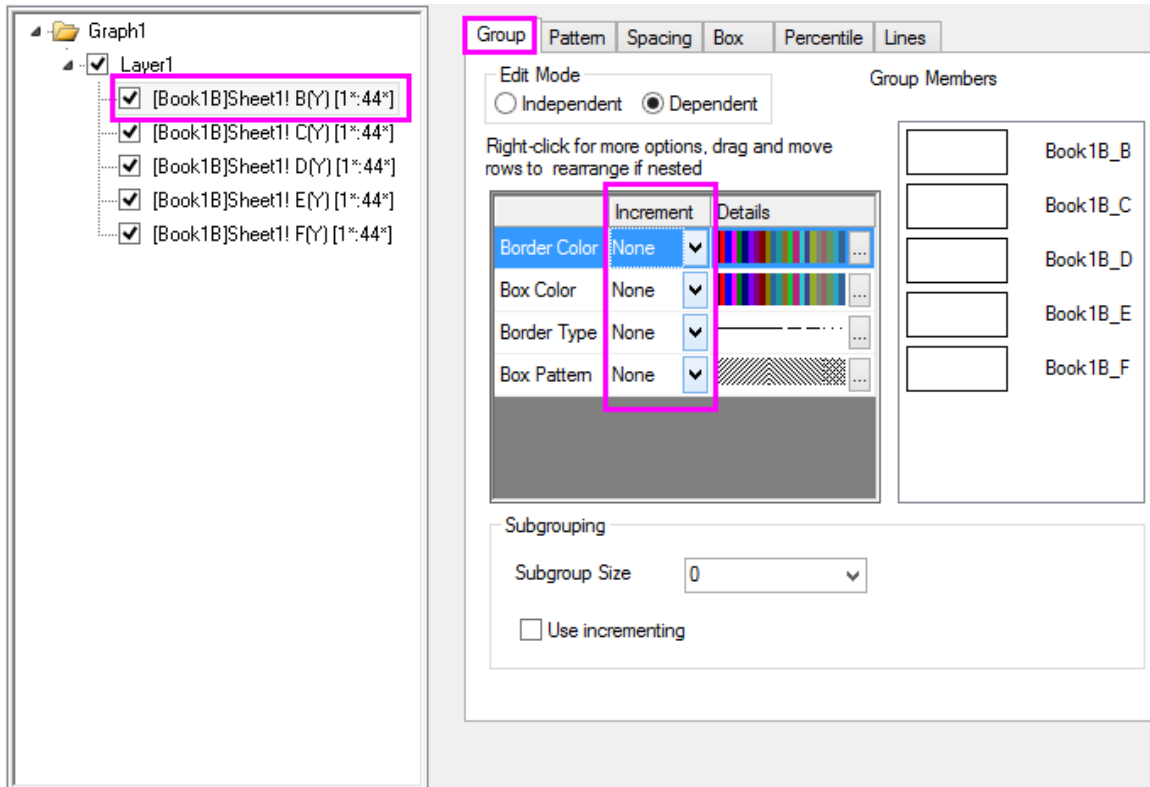 Graph1
Layer1
[Book1B]Sheet1! B(Y) [1*:44*]
[Book1B]Sheet1! C(Y) [1*:44*]
[Book1B]Sheet1! D(Y) [1*:44*]
[Book1B]Sheet1! E(Y) [1*:44*]
[Book1B]Sheet1! F(Y) [1*:44*]
Group Pattern Spacing Box Percentile Lines
Edit Mode
Independent Dependent
Right-click for more options, drag and move
rows to rearrange if nested
Increment Details
Border Color None ...
Box Color None ...
Border Type None ...
Box Pattern None ...
Group Members
Book1B_B
Book1B_C
Book1B_D
Book1B_E
Book1B_F
Subgrouping
Subgroup Size 0
Use incrementing